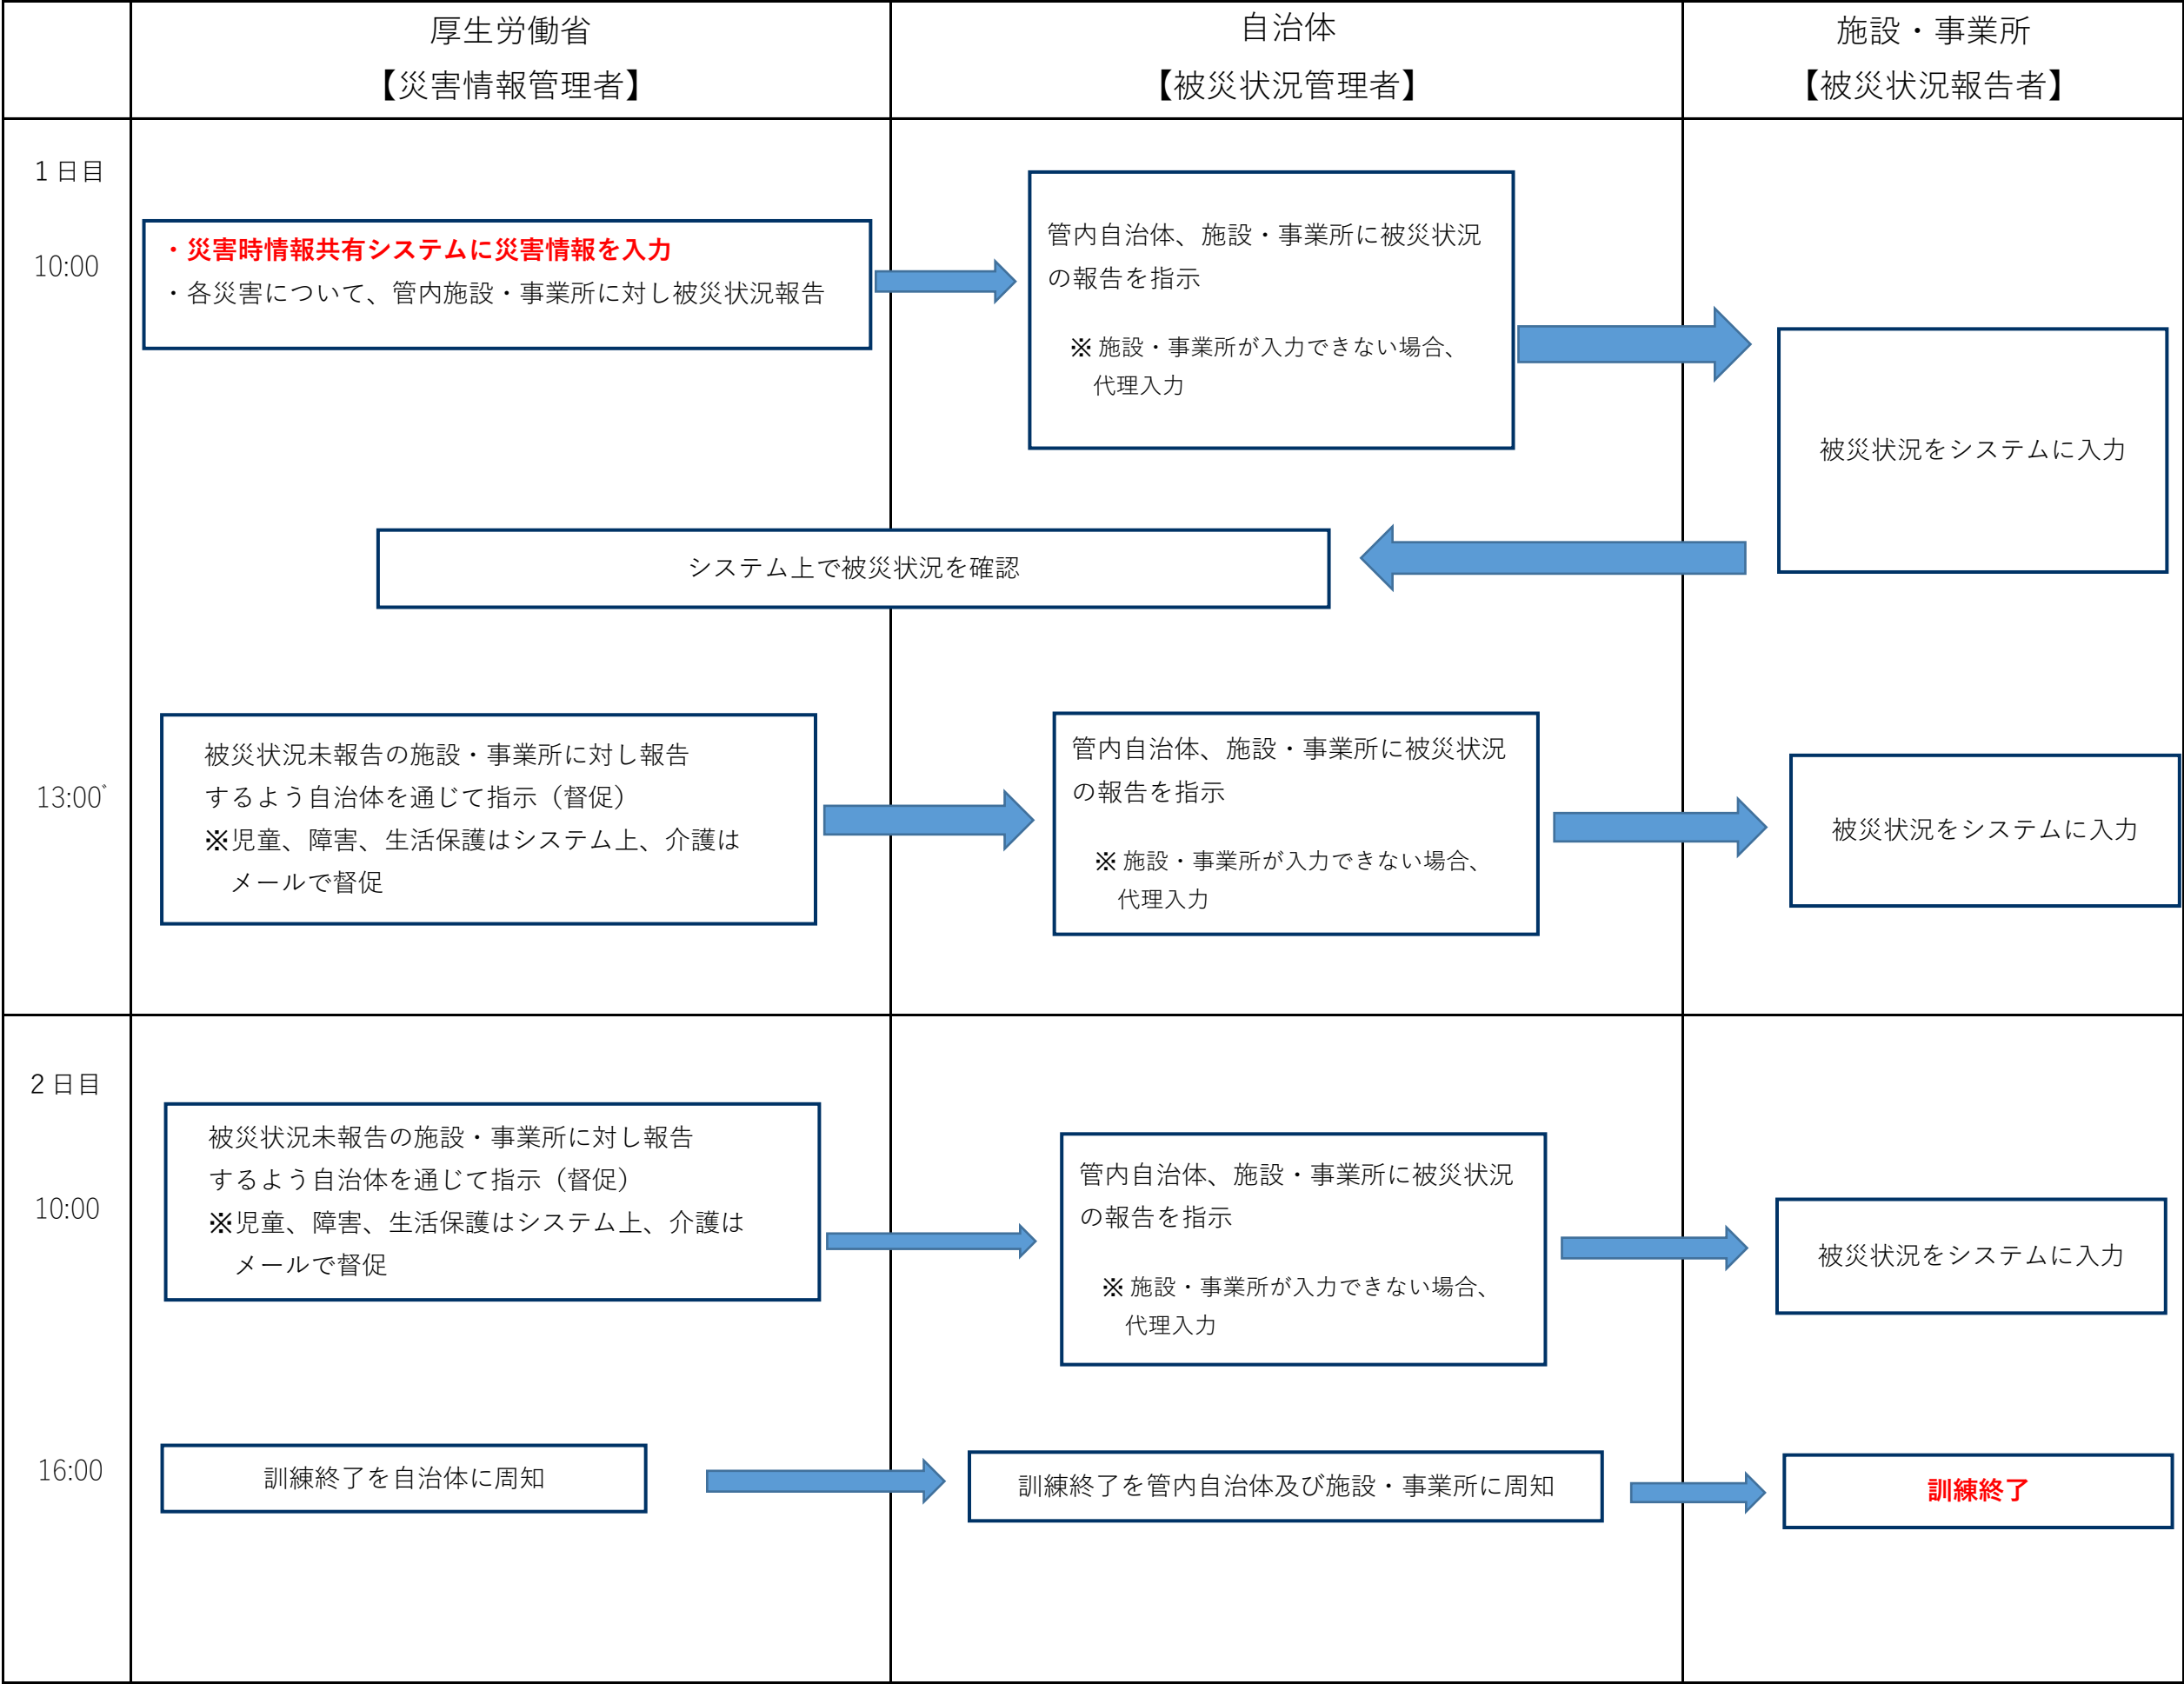 厚生労働省
【災害情報管理者】
自治体
【被災状況管理者】
施設・事業所
【被災状況報告者】
1日目
10:00
・災害時情報共有システムに災害情報を入力
・各災害について、管内施設・事業所に対し被災状況報告
管内自治体、施設・事業所に被災状況
の報告を指示
※ 施設・事業所が入力できない場合、
代理入力
被災状況をシステムに入力
システム上で被災状況を確認
13:00
被災状況未報告の施設・事業所に対し報告
するよう自治体を通じて指示（督促）
※児童、障害、生活保護はシステム上、介護は
メールで督促
管内自治体、施設・事業所に被災状況
の報告を指示
※ 施設・事業所が入力できない場合、
代理入力
被災状況をシステムに入力
2日目
10:00
被災状況未報告の施設・事業所に対し報告
するよう自治体を通じて指示（督促）
※児童、障害、生活保護はシステム上、介護は
メールで督促
管内自治体、施設・事業所に被災状況
の報告を指示
※ 施設・事業所が入力できない場合、
代理入力
被災状況をシステムに入力
16:00
訓練終了を自治体に周知
訓練終了を管内自治体及び施設・事業所に周知
訓練終了